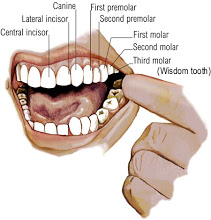 Canine
Lateral incisor
Central incisor
First premolar
Second premolar
First molar
Second molar
Third molar
(Wisdom tooth)